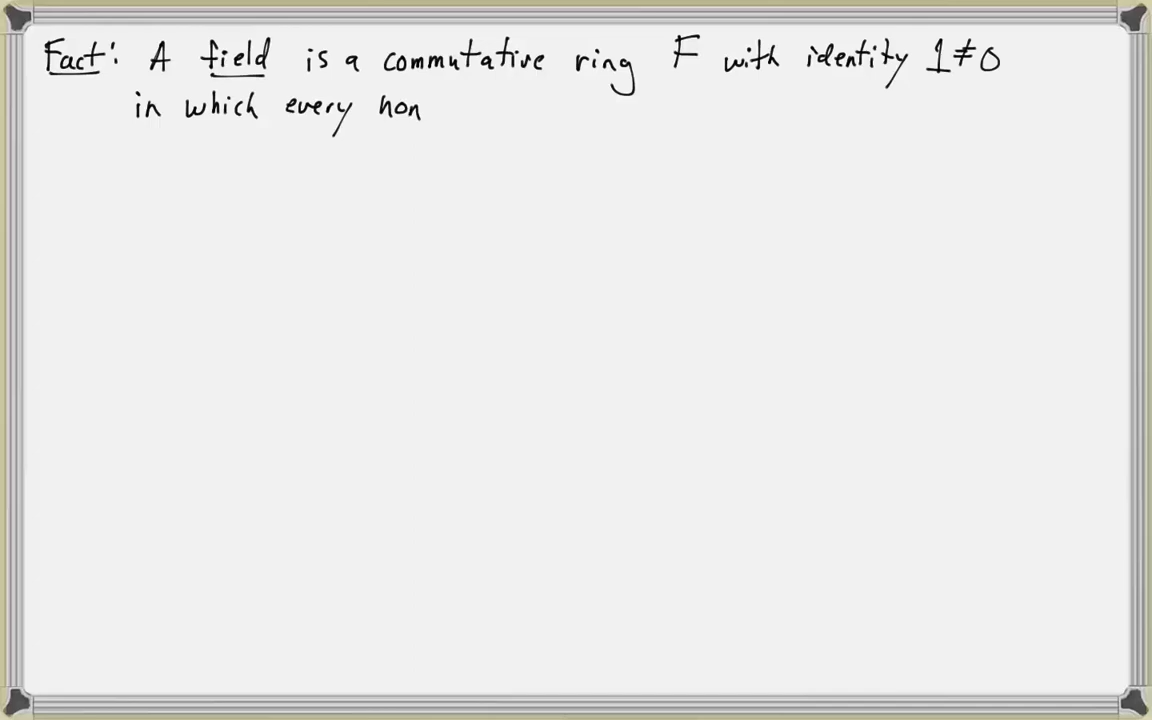 Fact: A field is a commutative ring F with identity 1≠0
in which every non